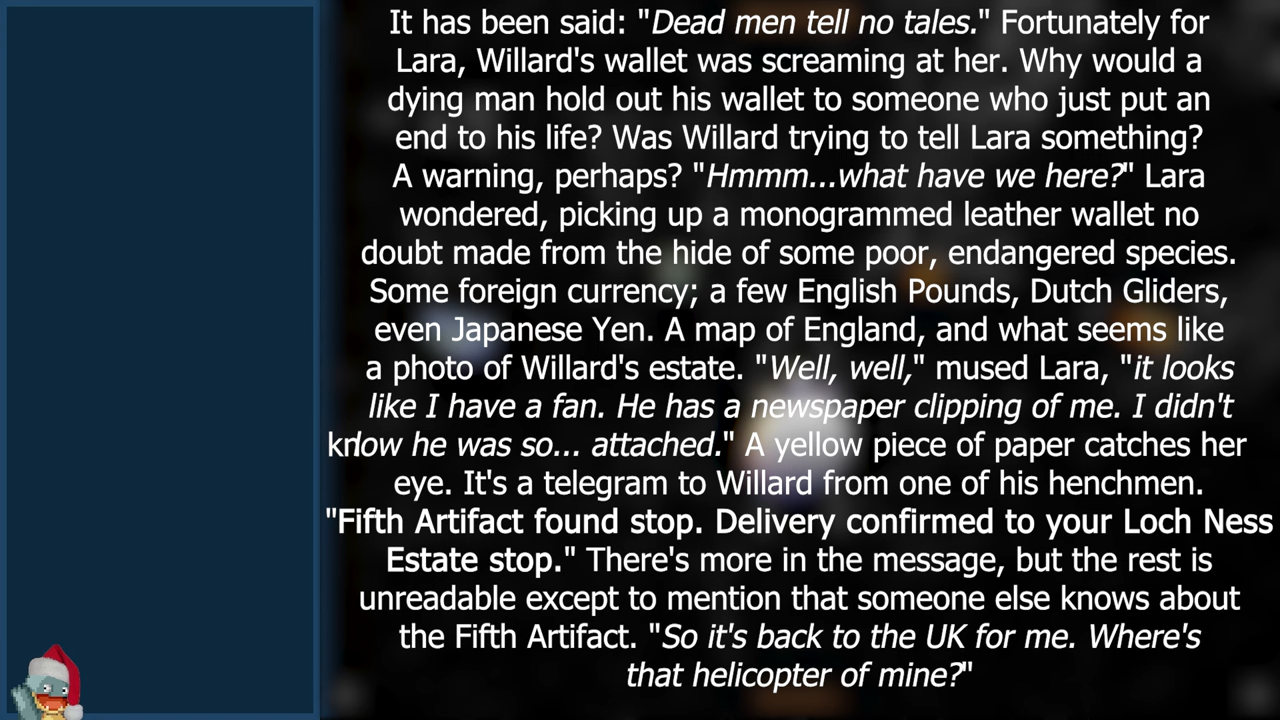 It has been said: "Dead men tell no tales." Fortunately for
Lara, Willard's wallet was screaming at her. Why would a
dying man hold out his wallet to someone who just put an
end to his life? Was Willard trying to tell Lara something?
A warning, perhaps? "Hmmm...what have we here?" Lara
wondered, picking up a monogrammed leather wallet no
doubt made from the hide of some poor, endangered species.
Some foreign currency; a few English Pounds, Dutch Gliders,
even Japanese Yen. A map of England, and what seems like
a photo of Willard's estate. "Well, well," mused Lara, "it looks
like I have a fan. He has a newspaper clipping of me. I didn't
know he was so... attached." A yellow piece of paper catches her
eye. It's a telegram to Willard from one of his henchmen.
"Fifth Artifact found stop. Delivery confirmed to your Loch Ness
Estate stop." There's more in the message, but the rest is
unreadable except to mention that someone else knows about
the Fifth Artifact. "So it's back to the UK for me. Where's
that helicopter of mine?"